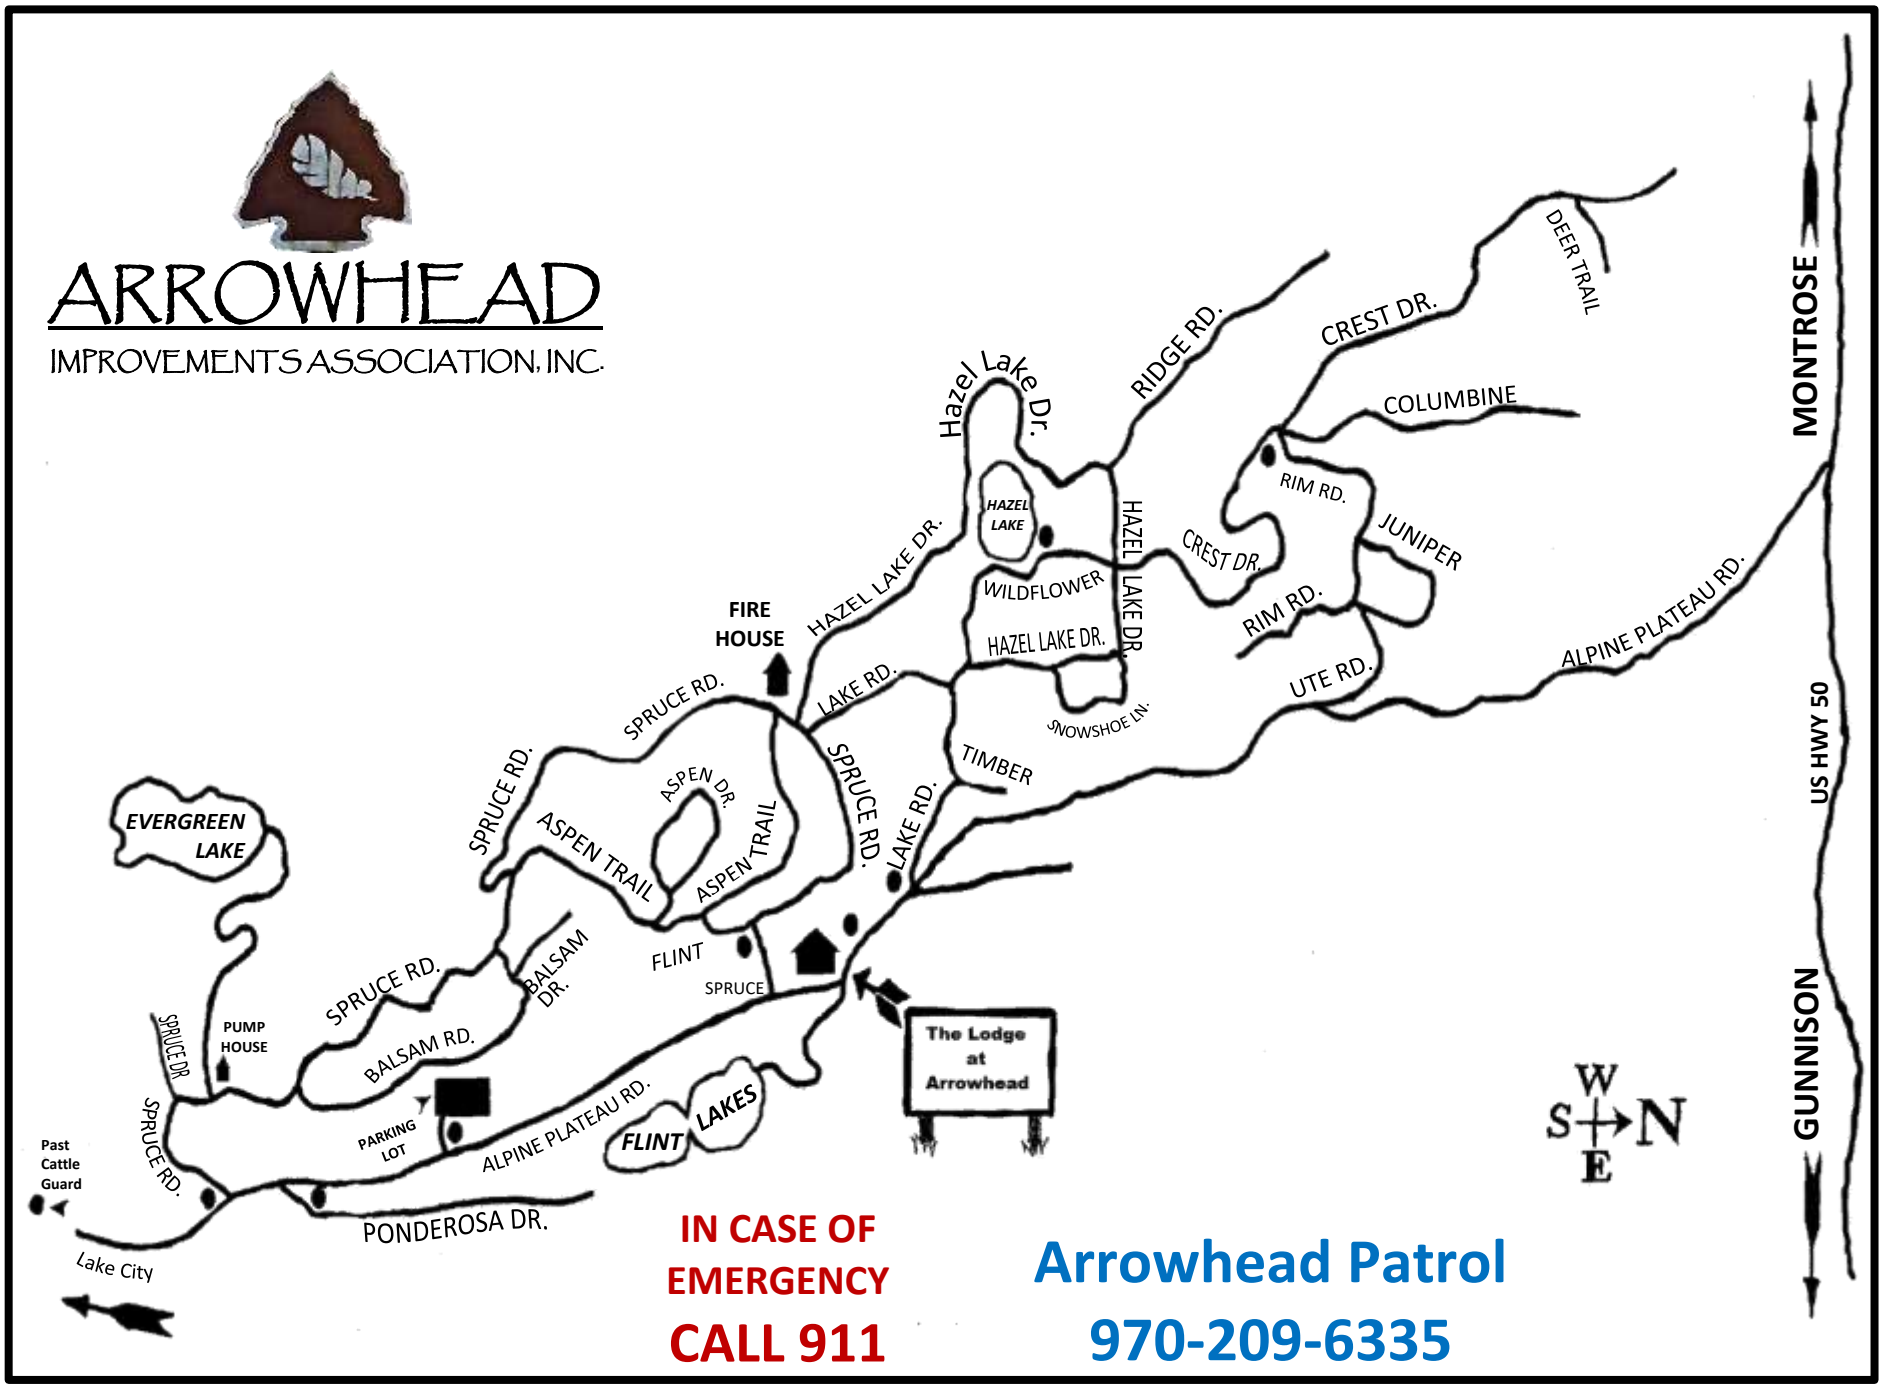 ARROWHEAD
IMPROVEMENTS ASSOCIATION, INC.
MONTROSE
DEER TRAIL
CREST DR.
RIDGE RD.
Hazel Lake Dr.
COLUMBINE
RIM RD.
HAZEL
LAKE
HAZEL LAKE DR.
JUNIPER
HAZEL LAKE DR.
CREST DR.
WILDFLOWER
RIM RD.
ALPINE PLATEAU RD.
FIRE
HOUSE
HAZEL LAKE DR.
UTE RD.
LAKE RD.
SPRUCE RD.
SNOWSHOE LN.
US HWY 50
TIMBER
SPRUCE RD.
ASPEN DR.
SPRUCE RD.
LAKE RD.
EVERGREEN
LAKE
ASPEN TRAIL
ASPEN TRAIL
FLINT
SPRUCE
BALSAM
DR.
SPRUCE RD.
SPRUCE DR
PUMP
HOUSE
BALSAM RD.
The Lodge
at
Arrowhead
GUNNISON
W
S N
E
PARKING
LOT
ALPINE PLATEAU RD.
FLINT
LAKES
SPRUCE RD.
Past
Cattle
Guard
PONDEROSA DR.
Lake City
IN CASE OF
EMERGENCY
CALL 911
Arrowhead Patrol
970-209-6335